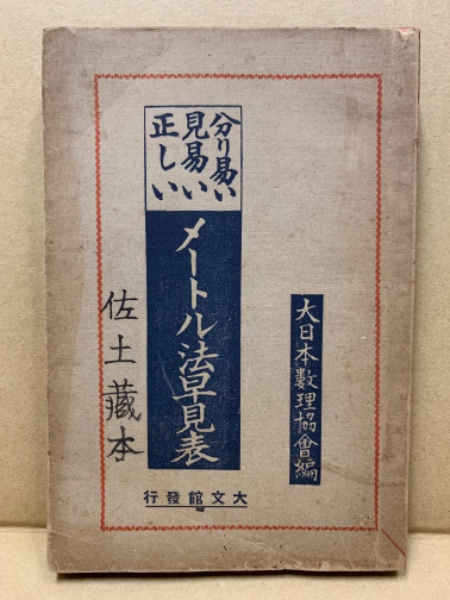 分り易い
見易い
正しい
メートル法早見表
大日本數理協會編
佐土藏本
大文館發行